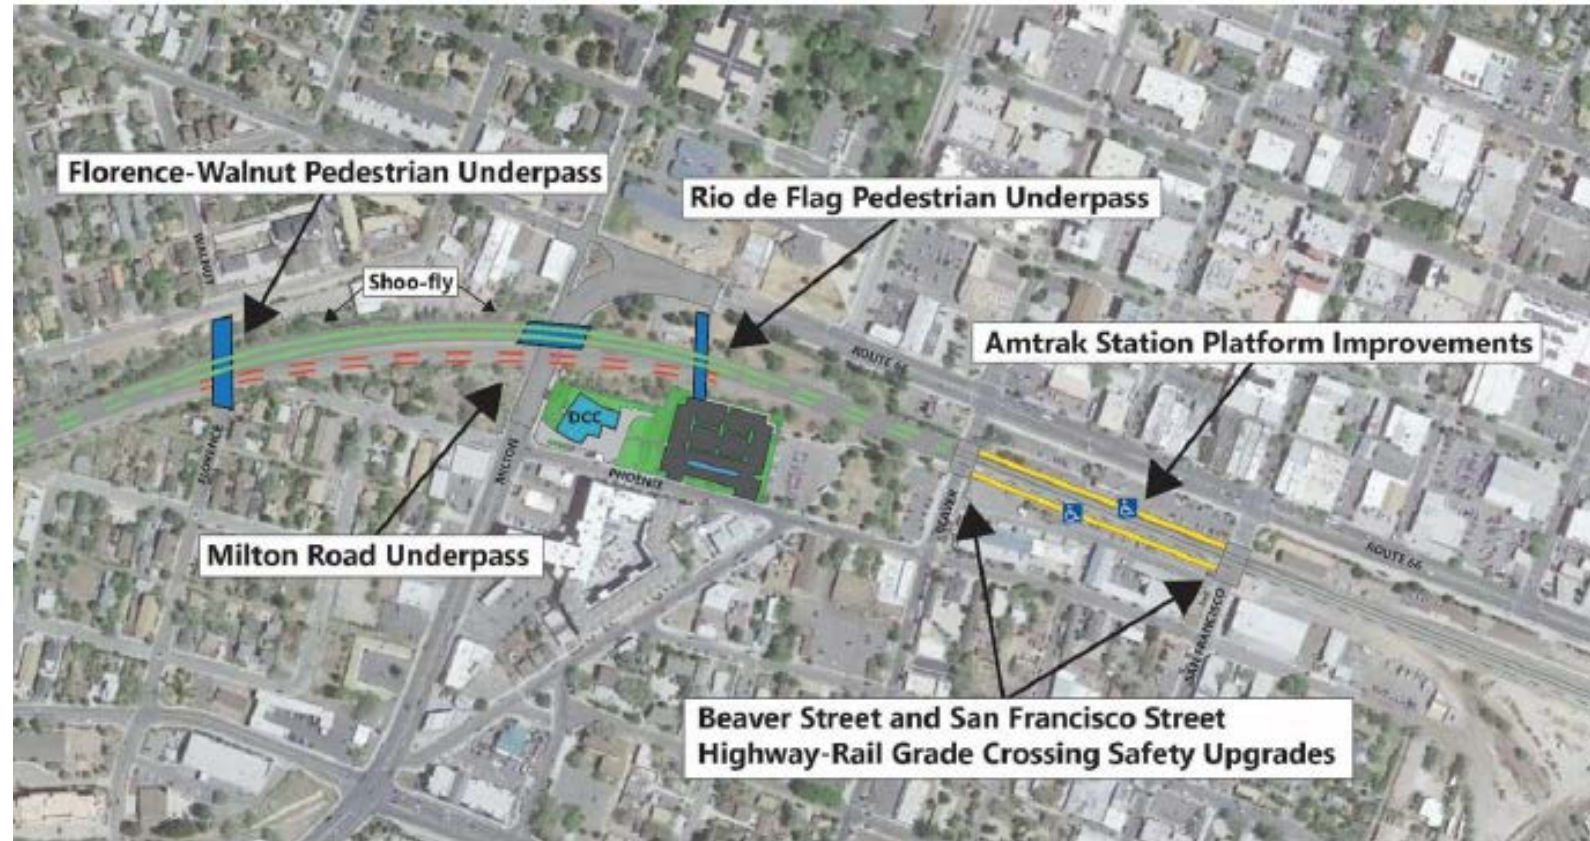 Florence-Walnut Pedestrian Underpass
Rio de Flag Pedestrian Underpass
WALNUT
Shoo-fly
Amtrak Station Platform Improvements
ROUTE 66
DCC
FLORENCE
MILTON
PHOENIX
BEAVER
Milton Road Underpass
ROUTE 66
SAN FRANCISCO
Beaver Street and San Francisco Street
Highway-Rail Grade Crossing Safety Upgrades